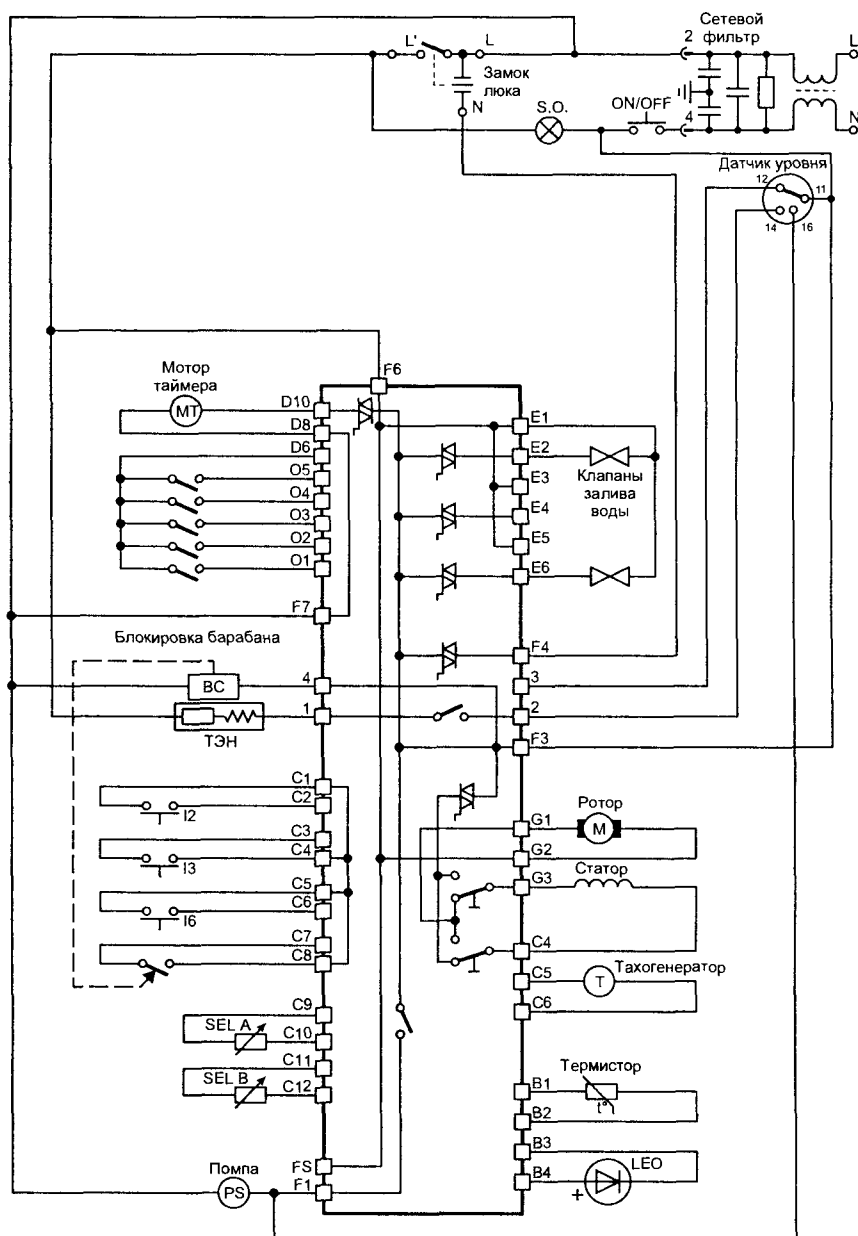 Сетевой
фильтр
2
L
L'
L
Замок
люка
N
S.O.
ON/OFF
4
N
Датчик уровня
12
11
14
16
F6
Мотор
таймера
МТ
D10
D8
D6
O5
O4
O3
O2
O1
F7
E1
E2
E3
E4
E5
E6
Клапаны
залива
воды
Блокировка барабана
F4
ВС
4
3
ТЭН
1
2
F3
C1
C2
I2
C3
C4
I3
C5
C6
I6
C7
C8
Ротор
G1
M
G2
Статор
G3
C4
Тахогенератор
C5
T
C6
C9
SEL A
C10
C11
SEL B
C12
Термистор
B1
t°
B2
B3
LEO
B4
+
FS
Помпа
PS
F1